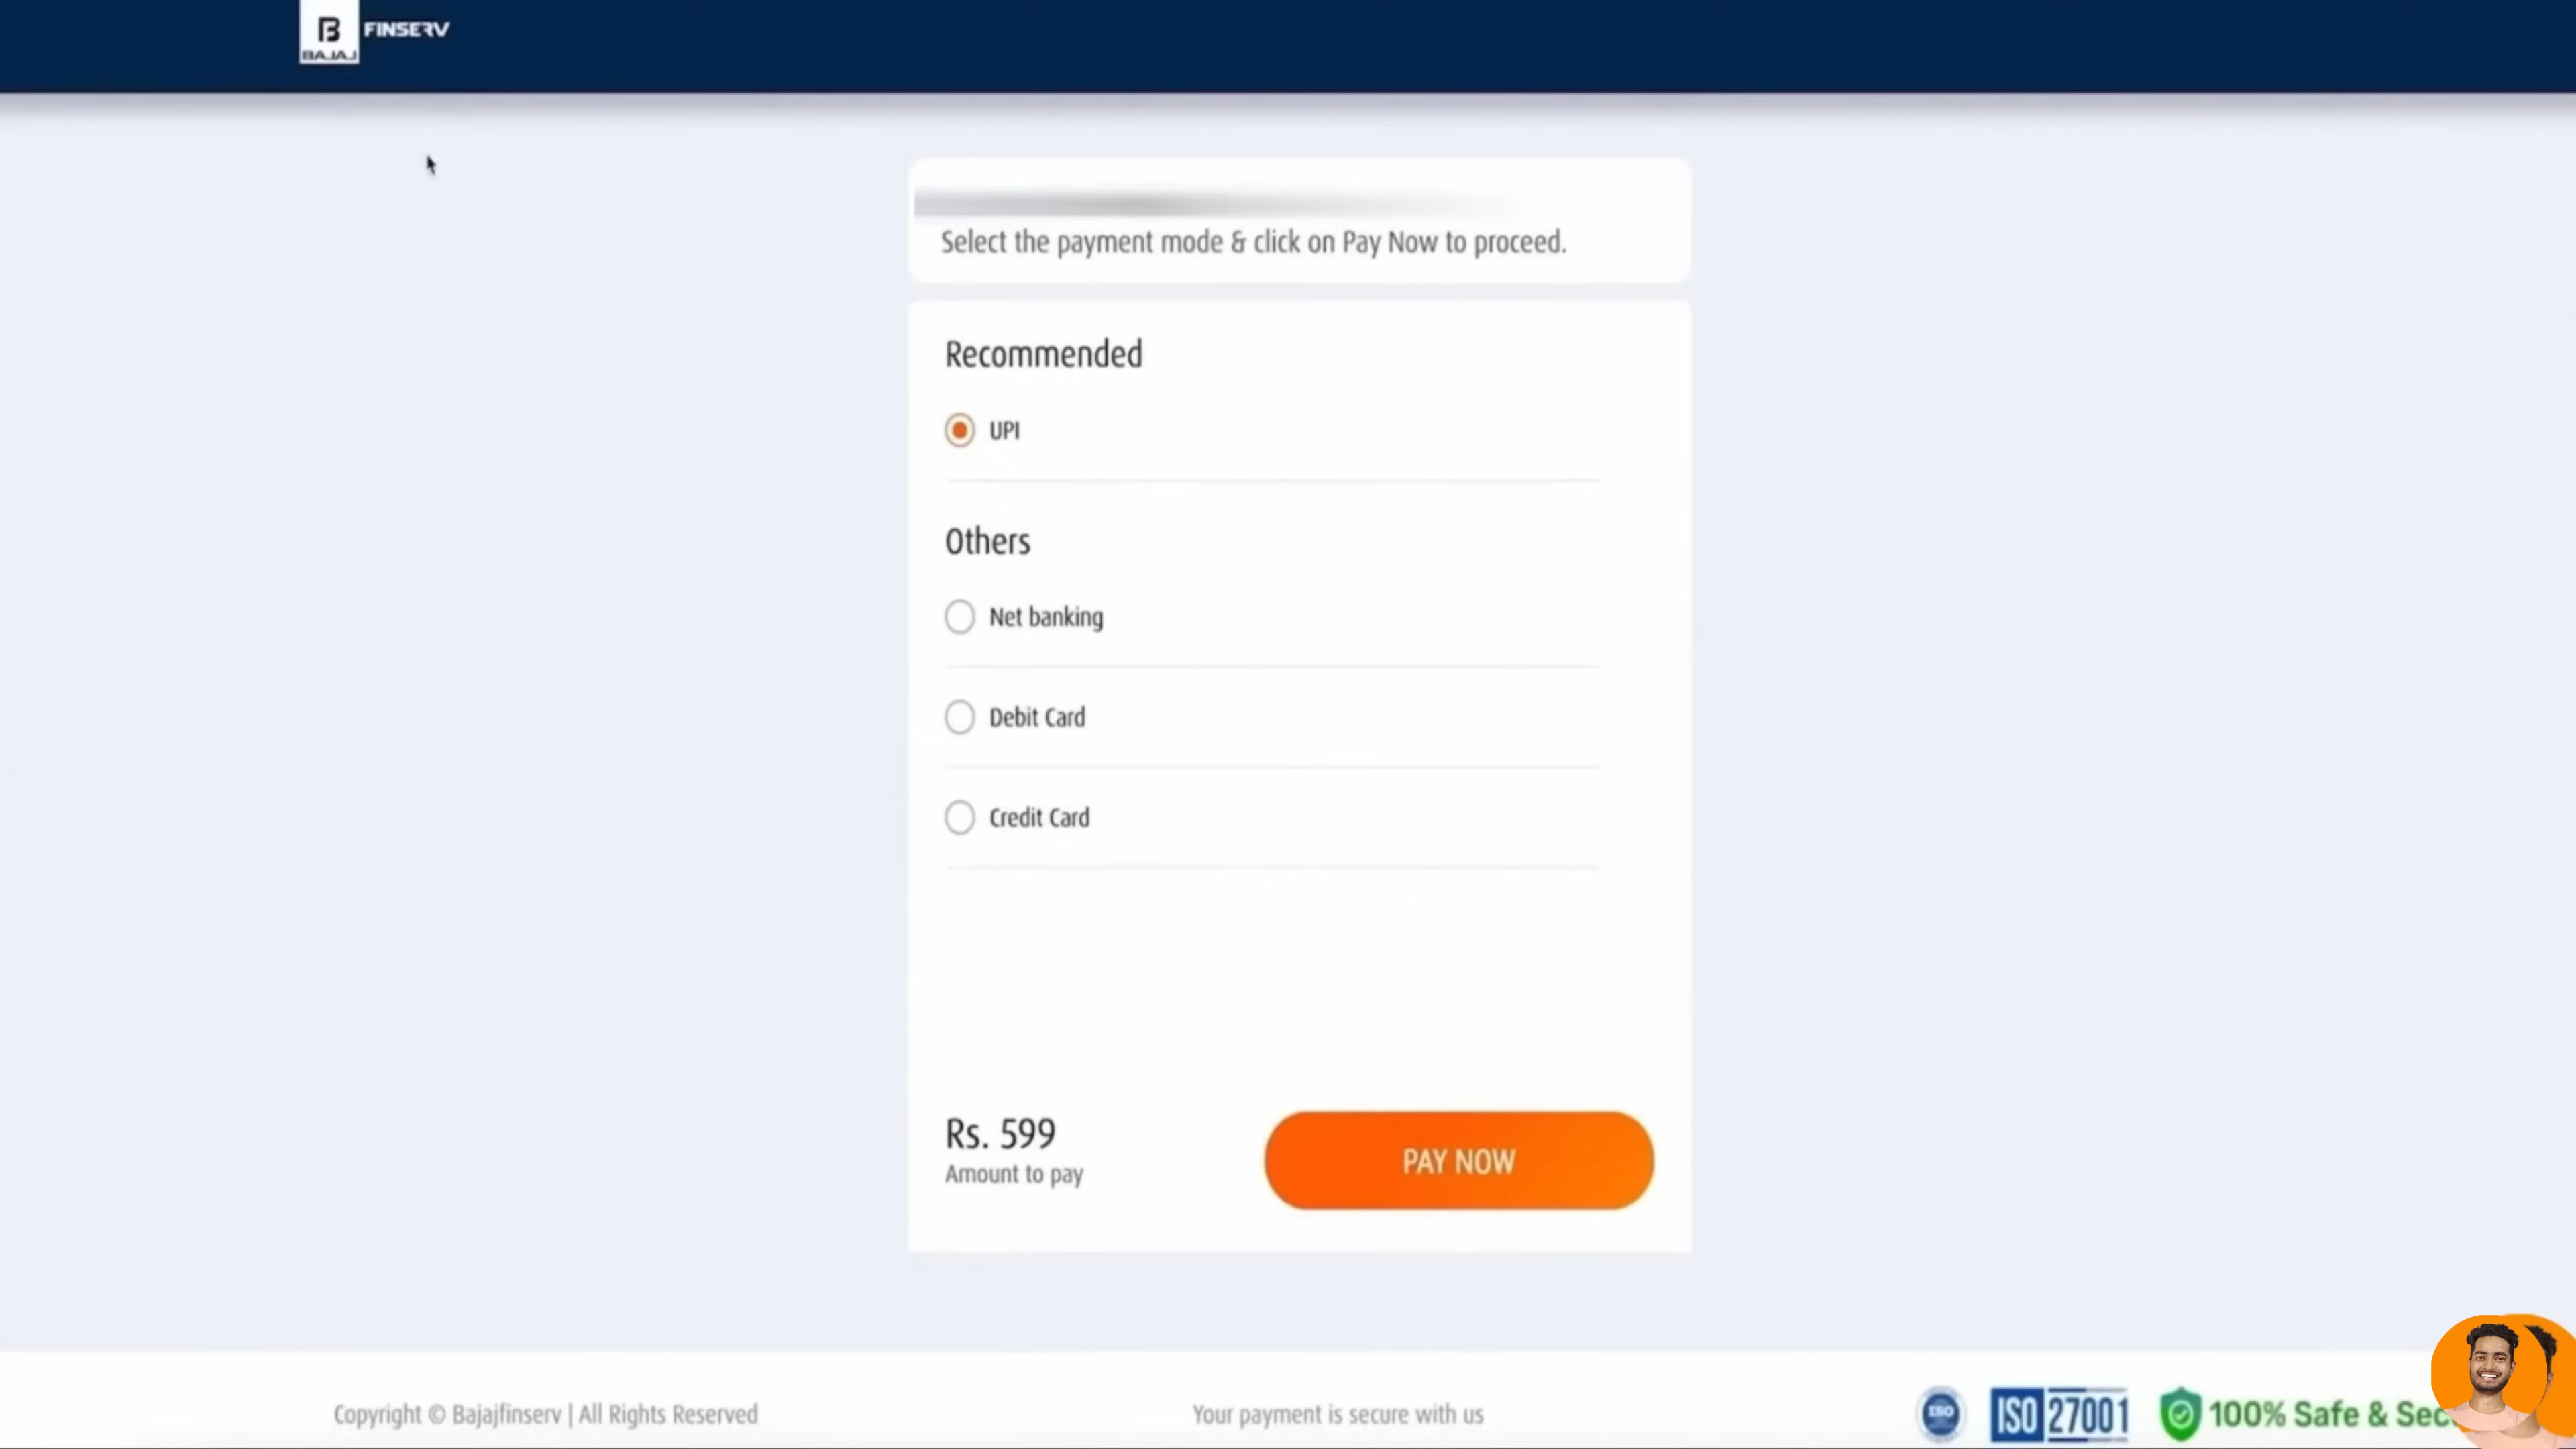 BAJAJ
FINSERV
Select the payment mode & click on Pay Now to proceed.
Recommended
UPI
Others
Net banking
Debit Card
Credit Card
Rs. 599
Amount to pay
PAY NOW
Copyright © Bajajfinserv | All Rights Reserved
Your payment is secure with us
ISO
ISO 27001
100% Safe &